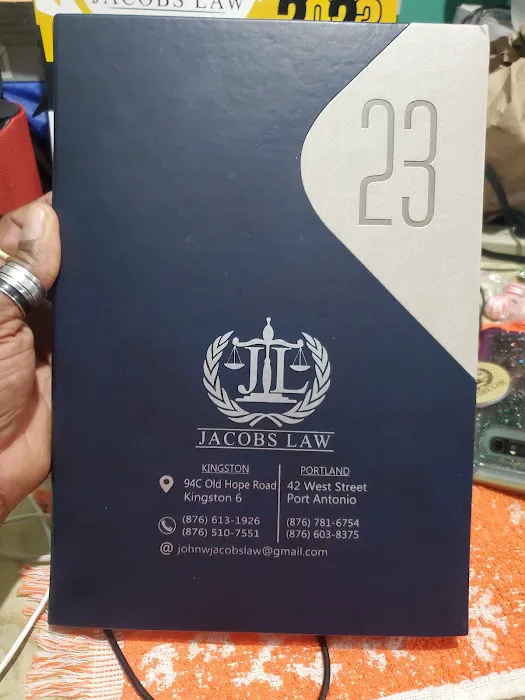 JACOBS LAW
2023
23
JL
JACOBS LAW
KINGSTON
94C Old Hope Road
Kingston 6
(876) 613-1926
(876) 510-7551
PORTLAND
42 West Street
Port Antonio
(876) 781-6754
(876) 603-8375
@ johnwjacobslaw@gmail.com